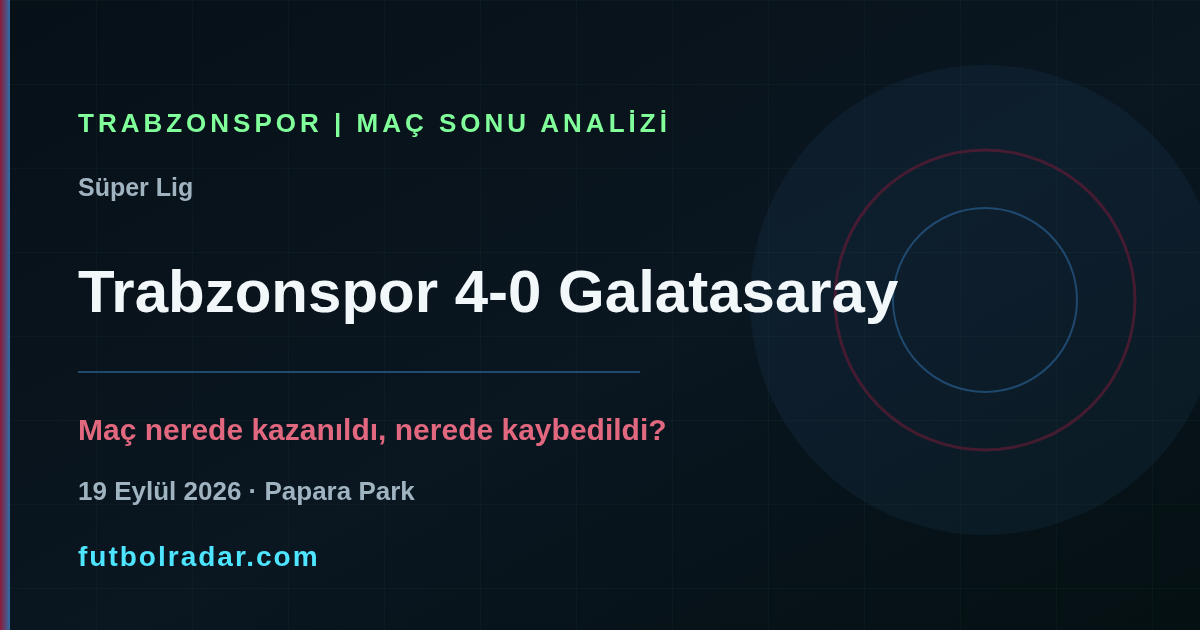 TRABZONSPOR | MAÇ SONU ANALİZİ
Süper Lig
Trabzonspor 4-0 Galatasaray
Maç nerede kazanıldı, nerede kaybedildi?
19 Eylül 2026 · Papara Park
futbolradar.com